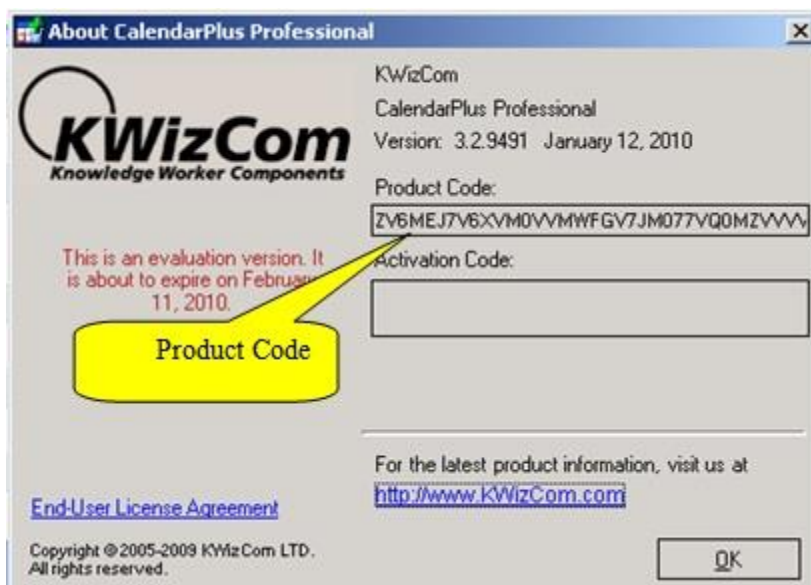 About CalendarPlus Professional
KWizCom
Knowledge Worker Components
KWizCom
CalendarPlus Professional
Version: 3.2.9491 January 12, 2010
Product Code:
Activation Code:
This is an evaluation version. It
is about to expire on
11, 2010.
Product Code
For the latest product information, visit us at
http://www.KWizCom.com
End-User License Agreement
Copyright © 2005-2009 KWizCom LTD.
All rights reserved.
OK